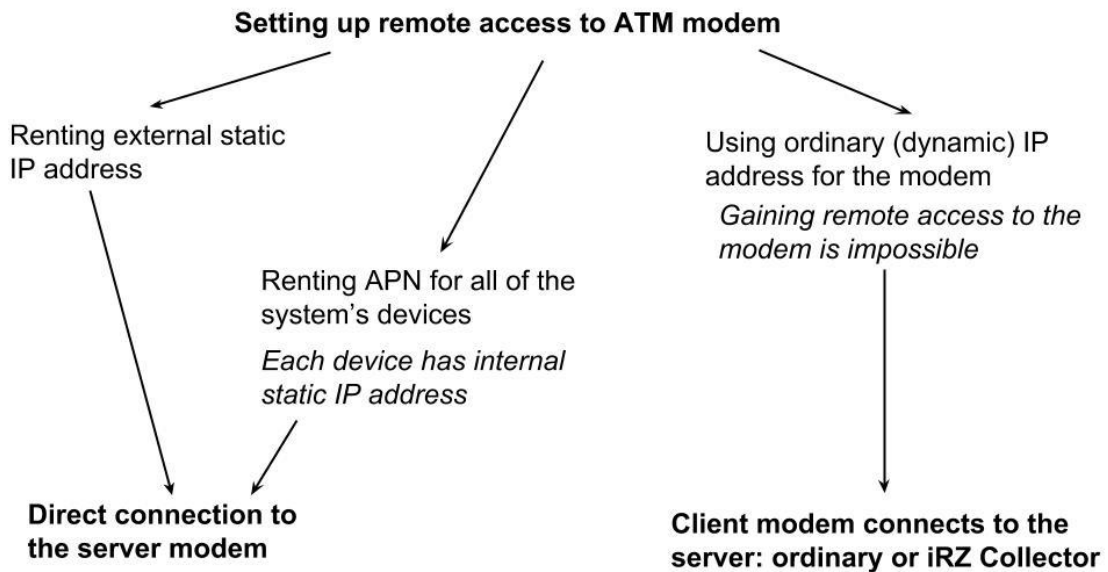 Setting up remote access to ATM modem
Renting external static
IP address
Using ordinary (dynamic) IP
address for the modem
Gaining remote access to the
modem is impossible
Renting APN for all of the
system’s devices
Each device has internal
static IP address
Direct connection to
the server modem
Client modem connects to the
server: ordinary or iRZ Collector